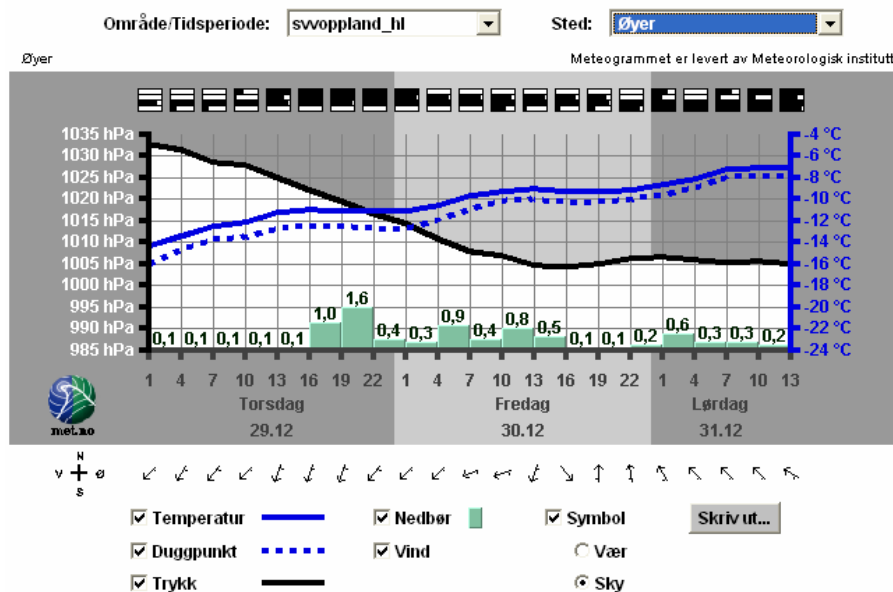 Område/Tidsperiode: svvoppland_hl Sted: Øyer
Øyer Meteogrammet er levert av Meteorologisk institutt
1035 hPa -4 °C
1030 hPa -6 °C
1025 hPa -8 °C
1020 hPa -10 °C
1015 hPa -12 °C
1010 hPa -14 °C
1005 hPa -16 °C
1000 hPa -18 °C
995 hPa -20 °C
990 hPa -22 °C
985 hPa -24 °C
0,1 0,1 0,1 0,1 0,1 1,0 1,6 0,4 0,3 0,9 0,4 0,8 0,5 0,1 0,1 0,2 0,6 0,3 0,3 0,2
1 4 7 10 13 16 19 22 1 4 7 10 13 16 19 22 1 4 7 10 13
Torsdag Fredag Lørdag
29.12 30.12 31.12
met.no
N
V Ø
S
Temperatur Nedbør Symbol Skriv ut...
Duggpunkt Vind Vær
Trykk Sky